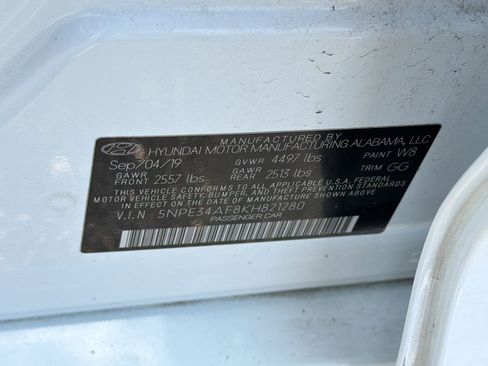 MANUFACTURED BY
HYUNDAI MOTOR MANUFACTURING ALABAMA, LLC
Sep/04/19 GVWR 4497 lbs PAINT W8
GAWR FRONT 2557 lbs GAWR REAR 2513 lbs TRIM GG
THIS VEHICLE CONFORMS TO ALL APPLICABLE U.S.A. FEDERAL
MOTOR VEHICLE SAFETY, BUMPER, AND THEFT PREVENTION STANDARDS
IN EFFECT ON THE DATE OF MANUFACTURE SHOWN ABOVE.
V.I.N 5NPE34AF8KH821280
PASSENGER CAR